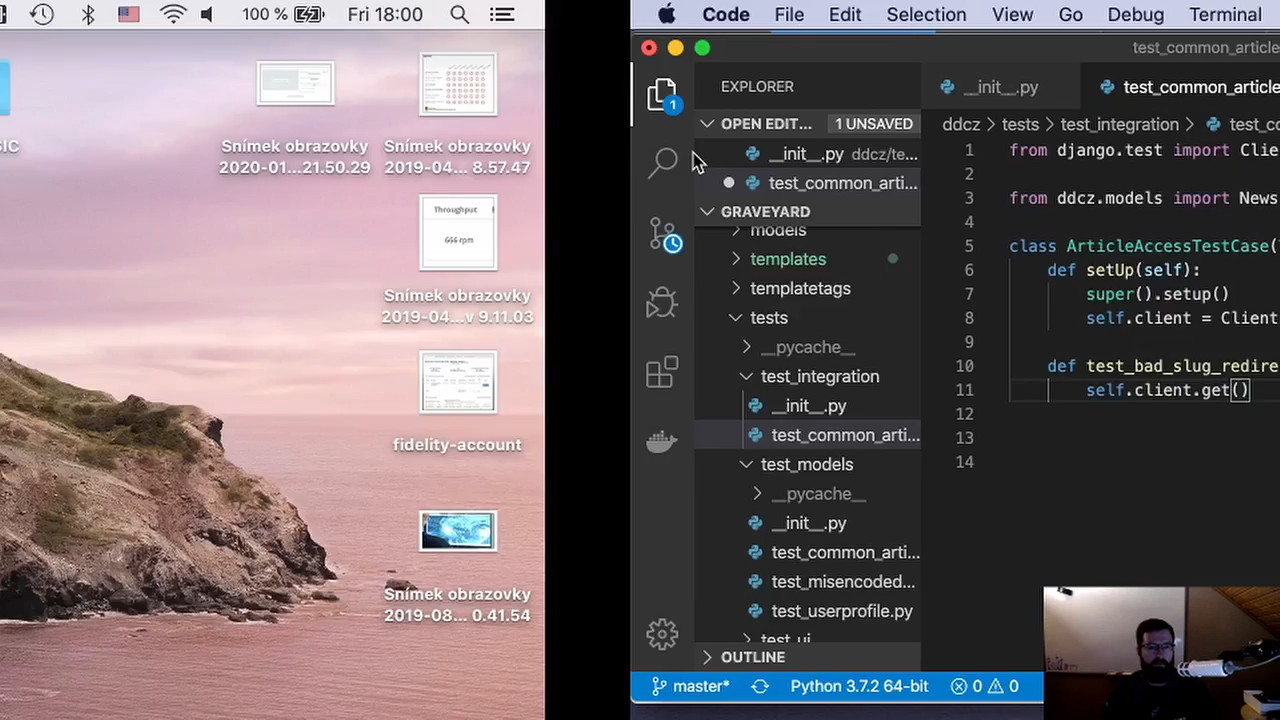 100 %
Fri 18:00
SIC
Snímek obrazovky
2020-01...21.50.29
Snímek obrazovky
2019-04... 8.57.47
Throughput
666 rpm
Snímek obrazovky
2019-04...v 9.11.03
fidelity-account
Snímek obrazovky
2019-08... 0.41.54
Code File Edit Selection View Go Debug Terminal
test_common_article
1
EXPLORER
OPEN EDIT... 1 UNSAVED
__init__.py ddcz/te...
test_common_arti...
GRAVEYARD
models
templates
templatetags
tests
__pycache__
test_integration
__init__.py
test_common_arti...
test_models
__pycache__
__init__.py
test_common_arti...
test_misencoded...
test_userprofile.py
test_ui
OUTLINE
__init__.py
test_common_article
ddcz > tests > test_integration > test_co
1 from django.test import Clie
2
3 from ddcz.models import News
4
5 class ArticleAccessTestCase(
6 def setUp(self):
7 super().setup()
8 self.client = Client
9
10 def test_bad_slug_redire
11 self.client.get()
12
13
14
master* Python 3.7.2 64-bit 0 0